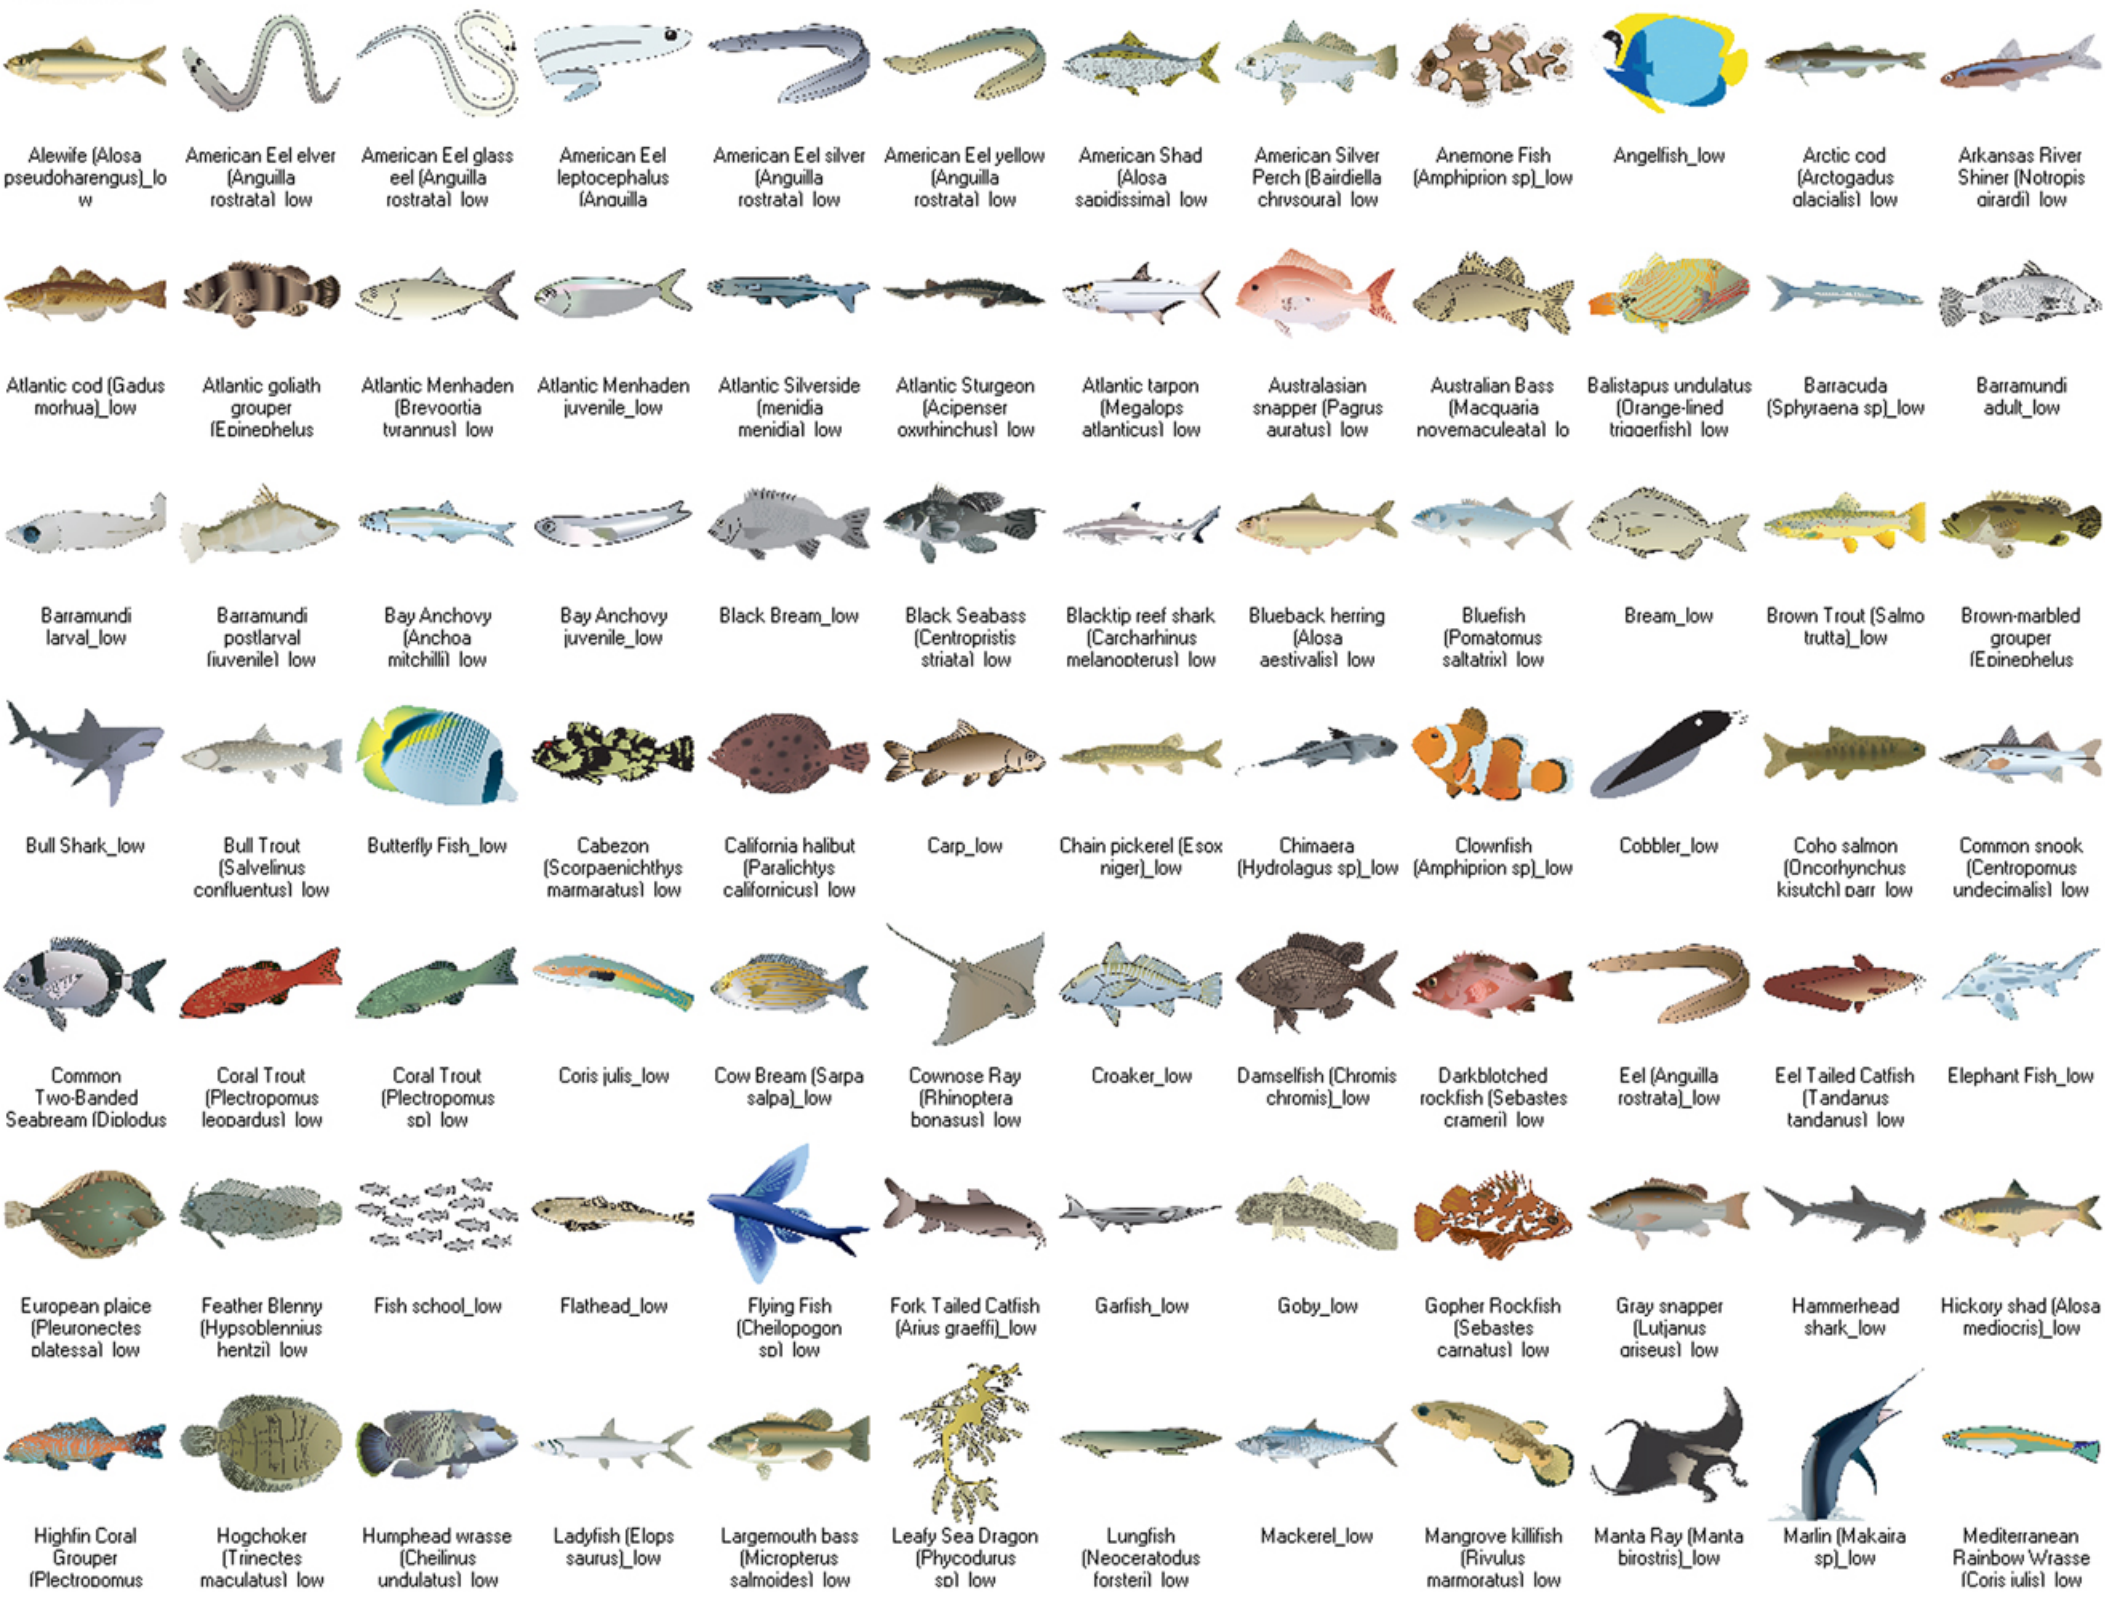 Alewife (Alosa
pseudoharengus)_lo
w
American Eel elver
(Anguilla
rostrata)_low
American Eel glass
eel (Anguilla
rostrata)_low
American Eel
leptocephalus
(Anguilla
American Eel silver
(Anguilla
rostrata)_low
American Eel yellow
(Anguilla
rostrata)_low
American Shad
(Alosa
sapidissima)_low
American Silver
Perch (Bairdiella
chrysoura)_low
Anemone Fish
(Amphiprion sp)_low
Angelfish_low
Arctic cod
(Arctogadus
glacialis)_low
Arkansas River
Shiner (Notropis
girardi)_low
Atlantic cod (Gadus
morhua)_low
Atlantic goliath
grouper
(Epinephelus
Atlantic Menhaden
(Brevoortia
tyrannus)_low
Atlantic Menhaden
juvenile_low
Atlantic Silverside
(menidia
menidia)_low
Atlantic Sturgeon
(Acipenser
oxyrhinchus)_low
Atlantic tarpon
(Megalops
atlanticus)_low
Australasian
snapper (Pagrus
auratus)_low
Australian Bass
(Macquaria
novemaculeata)_lo
Balistapus undulatus
(Orange-lined
triggerfish)_low
Barracuda
(Sphyraena sp)_low
Barramundi
adult_low
Barramundi
larval_low
Barramundi
postlarval
(juvenile)_low
Bay Anchovy
(Anchoa
mitchilli)_low
Bay Anchovy
juvenile_low
Black Bream_low
Black Seabass
(Centropristis
striata)_low
Blacktip reef shark
(Carcharhinus
melanopterus)_low
Blueback herring
(Alosa
aestivalis)_low
Bluefish
(Pomatomus
saltatrix)_low
Bream_low
Brown Trout (Salmo
trutta)_low
Brown-marbled
grouper
(Epinephelus
Bull Shark_low
Bull Trout
(Salvelinus
confluentus)_low
Butterfly Fish_low
Cabezon
(Scorpaenichthys
marmaratus)_low
California halibut
(Paralichtys
californicus)_low
Carp_low
Chain pickerel (Esox
niger)_low
Chimaera
(Hydrolagus sp)_low
Clownfish
(Amphiprion sp)_low
Cobbler_low
Coho salmon
(Oncorhynchus
kisutch)_parr_low
Common snook
(Centropomus
undecimalis)_low
Common
Two-Banded
Seabream (Diplodus
Coral Trout
(Plectropomus
leopardus)_low
Coral Trout
(Plectropomus
sp)_low
Coris julis_low
Cow Bream (Sarpa
salpa)_low
Cownose Ray
(Rhinoptera
bonasus)_low
Croaker_low
Damselfish (Chromis
chromis)_low
Darkblotched
rockfish (Sebastes
crameri)_low
Eel (Anguilla
rostrata)_low
Eel Tailed Catfish
(Tandanus
tandanus)_low
Elephant Fish_low
European plaice
(Pleuronectes
platessa)_low
Feather Blenny
(Hypsoblennius
hentzi)_low
Fish school_low
Flathead_low
Flying Fish
(Cheilopogon
sp)_low
Fork Tailed Catfish
(Arius graeffi)_low
Garfish_low
Goby_low
Gopher Rockfish
(Sebastes
carnatus)_low
Gray snapper
(Lutjanus
griseus)_low
Hammerhead
shark_low
Hickory shad (Alosa
mediocris)_low
Highfin Coral
Grouper
(Plectropomus
Hogchoker
(Trinectes
maculatus)_low
Humphead wrasse
(Cheilinus
undulatus)_low
Ladyfish (Elops
saurus)_low
Largemouth bass
(Micropterus
salmoides)_low
Leafy Sea Dragon
(Phycodurus
sp)_low
Lungfish
(Neoceratodus
forsteri)_low
Mackerel_low
Mangrove killifish
(Rivulus
marmoratus)_low
Manta Ray (Manta
birostris)_low
Marlin (Makaira
sp)_low
Mediterranean
Rainbow Wrasse
(Coris julis)_low